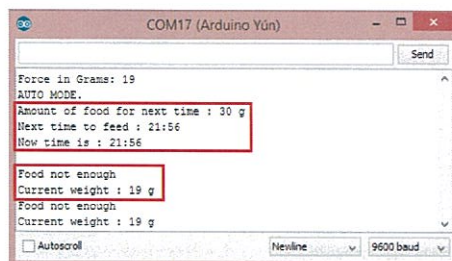 COM17 (Arduino Yún)
Send
Force in Grams: 19
AUTO MODE.
Amount of food for next time : 30 g
Next time to feed : 21:56
Now time is : 21:56
Food not enough
Current weight : 19 g
Food not enough
Current weight : 19 g
Autoscroll
Newline
9600 baud